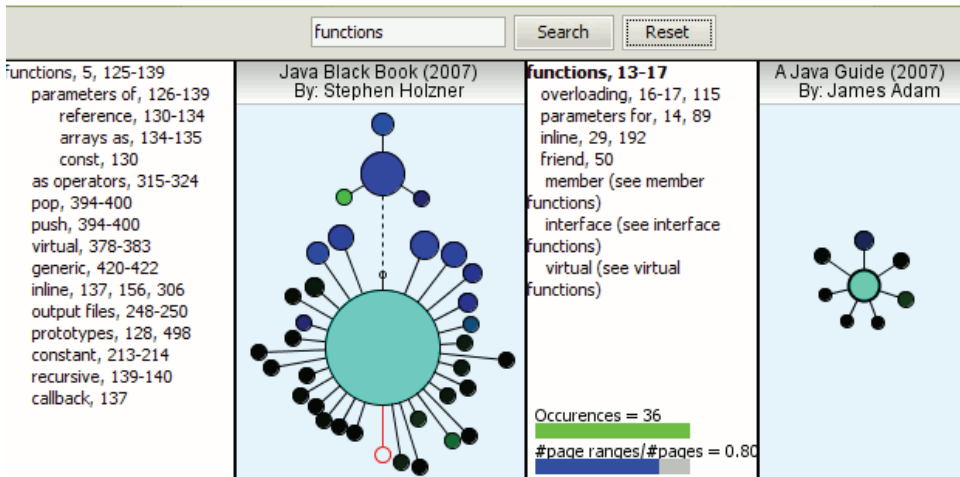 functions
Search
Reset
functions, 5, 125-139
parameters of, 126-139
reference, 130-134
arrays as, 134-135
const, 130
as operators, 315-324
pop, 394-400
push, 394-400
virtual, 378-383
generic, 420-422
inline, 137, 156, 306
output files, 248-250
prototypes, 128, 498
constant, 213-214
recursive, 139-140
callback, 137
Java Black Book (2007)
By: Stephen Holzner
functions, 13-17
overloading, 16-17, 115
parameters for, 14, 89
inline, 29, 192
friend, 50
member (see member
functions)
interface (see interface
functions)
virtual (see virtual
functions)
Occurences = 36
#page ranges/#pages = 0.80
A Java Guide (2007)
By: James Adam